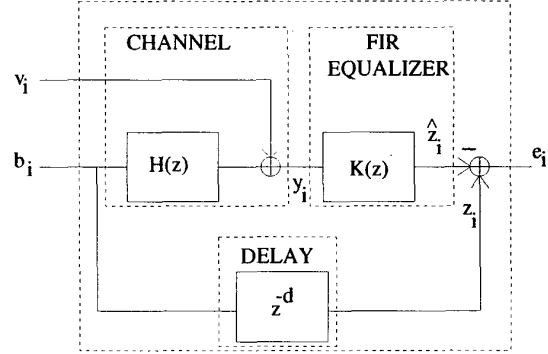 CHANNEL
FIR
EQUALIZER
v_i
b_i
H(z)
y_i
K(z)
ẑ_i
−
e_i
z_i
DELAY
z^-d